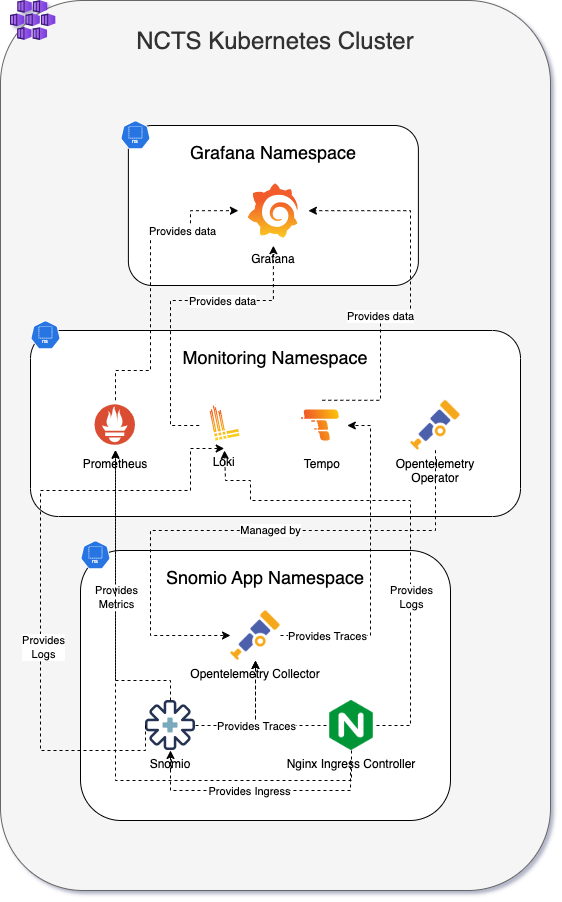 NCTS Kubernetes Cluster
ns
Grafana Namespace
Provides data
Grafana
Provides data
Provides data
ns
Monitoring Namespace
Prometheus
Loki
Tempo
Opentelemetry
Operator
Managed by
ns
Snomio App Namespace
Provides
Metrics
Provides
Logs
Provides
Logs
Provides Traces
Opentelemetry Collector
Provides Traces
N
Snomio
Nginx Ingress Controller
Provides Ingress